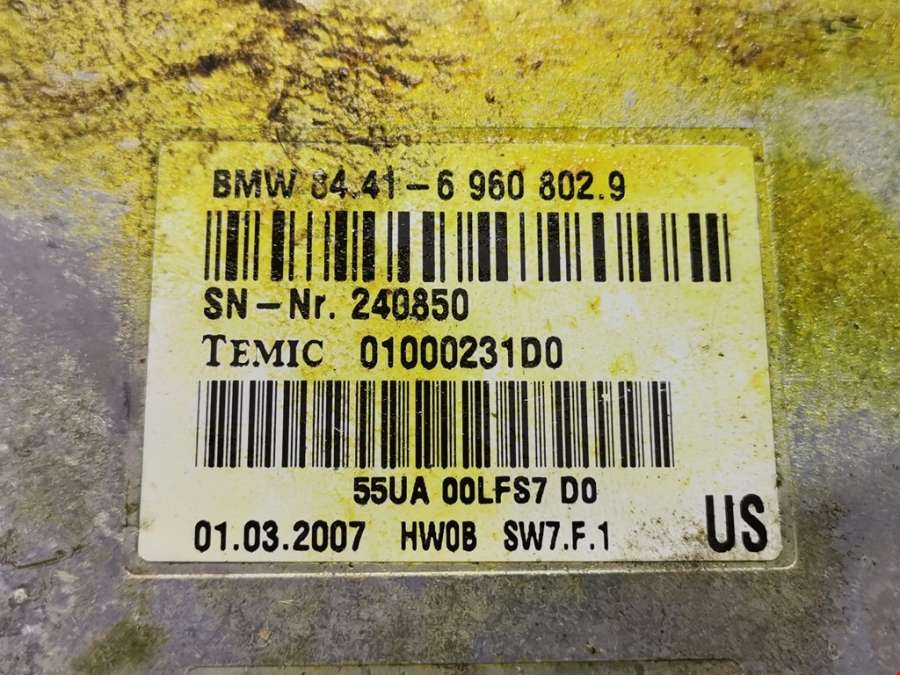 BMW 84.41-6 960 802.9
SN-Nr. 240850
TEMIC 01000231D0
55UA 00LFS7 D0
01.03.2007 HW0B SW7.F.1 US